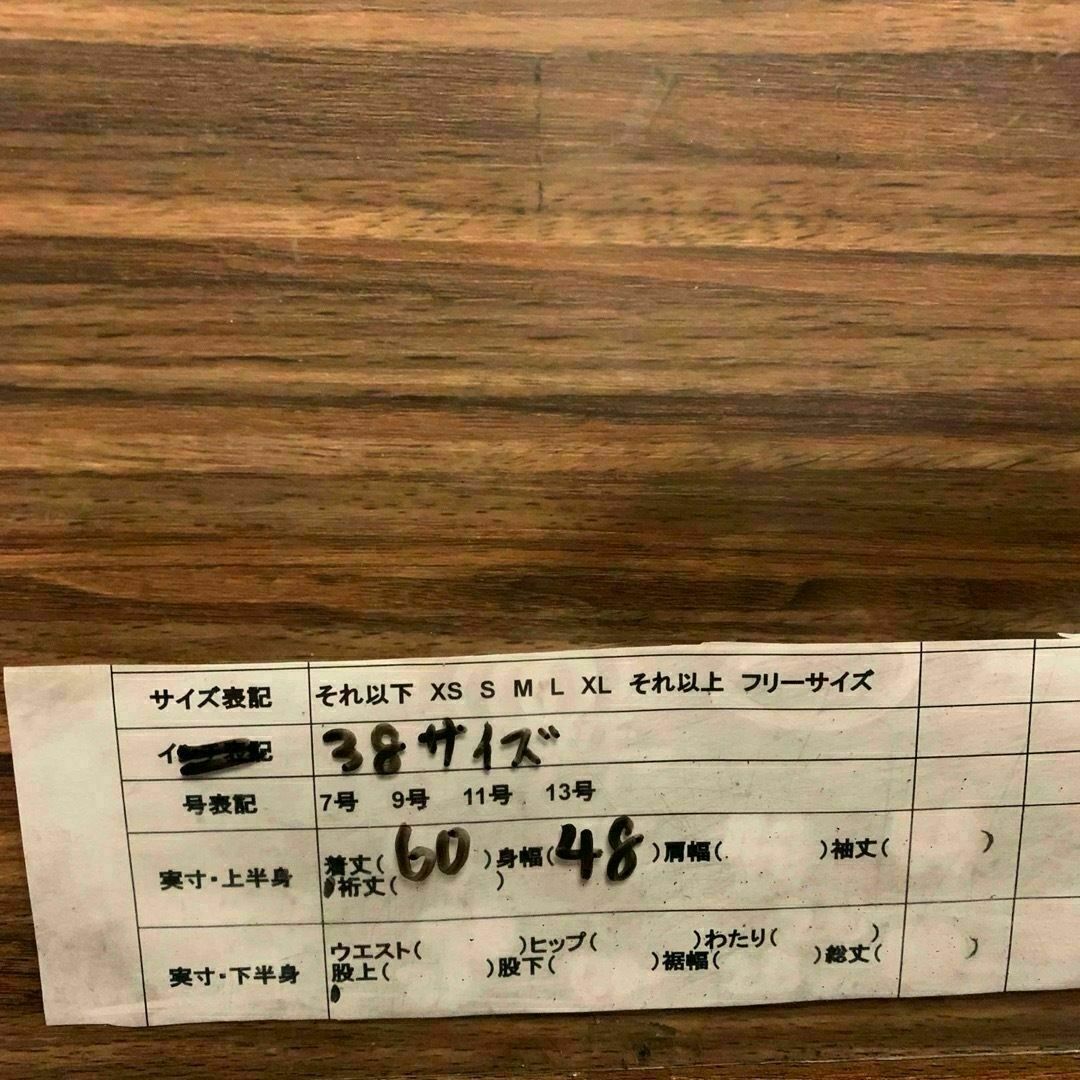 サイズ表記 それ以下 XS S M L XL それ以上 フリーサイズ
イ 表記 38サイズ
号表記 7号 9号 11号 13号
実寸・上半身 着丈( 60 )身幅( 48 )肩幅( )袖丈( )
裄丈( )
実寸・下半身 ウエスト( )ヒップ( )わたり( )
股上( )股下( )裾幅( )総丈( )